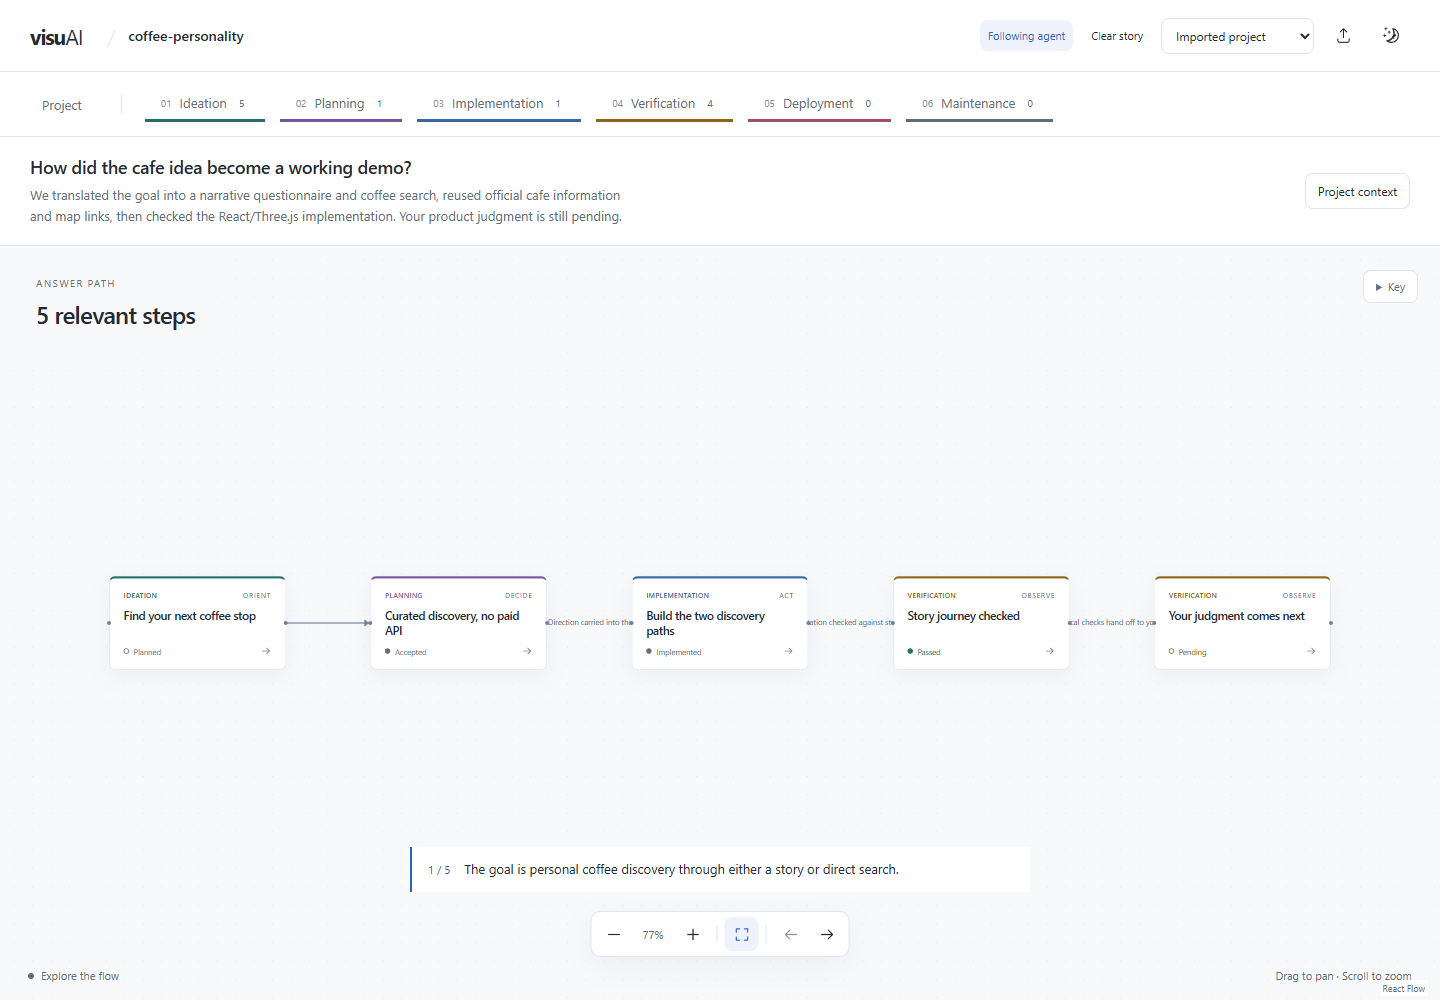 visuAI / coffee-personality
Following agent
Clear story
Imported project
Project
01 Ideation 5
02 Planning 1
03 Implementation 1
04 Verification 4
05 Deployment 0
06 Maintenance 0
How did the cafe idea become a working demo?
We translated the goal into a narrative questionnaire and coffee search, reused official cafe information
and map links, then checked the React/Three.js implementation. Your product judgment is still pending.
Project context
ANSWER PATH
5 relevant steps
Key
IDEATION ORIENT
Find your next coffee stop
Planned
PLANNING DECIDE
Curated discovery, no paid
API
Accepted
Direction carried into the
IMPLEMENTATION ACT
Build the two discovery
paths
Implemented
checked against
VERIFICATION OBSERVE
Story journey checked
Passed
checks hand off to
VERIFICATION OBSERVE
Your judgment comes next
Pending
1 / 5 The goal is personal coffee discovery through either a story or direct search.
77%
Explore the flow
Drag to pan · Scroll to zoom
React Flow